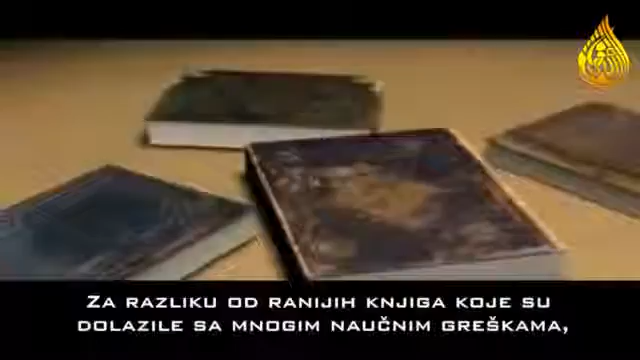 ZA RAZLIKU OD RANIJIH KNJIGA KOJE SU
DOLAZILE SA MNOGIM NAUČNIM GREŠKAMA,